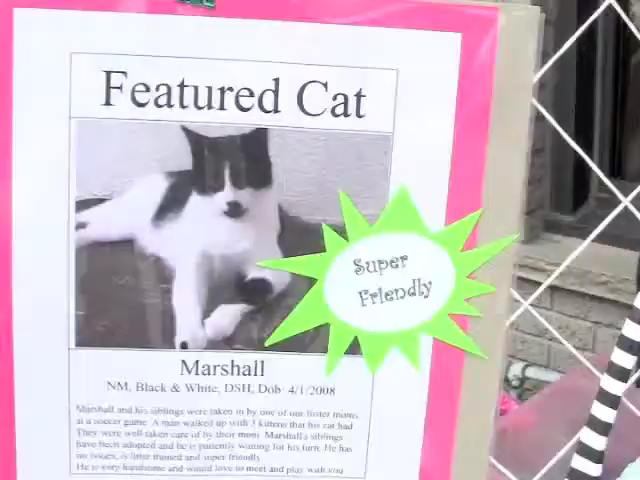 Featured Cat
Super
Friendly
Marshall
NM, Black & White, DSH, Dob: 4/1/2008
Marshall and his siblings were taken in by one of our foster moms
at a soccer game. A man walked up with 3 kittens that his cat had
They were well taken care of by their mom. Marshall's siblings
have been adopted and he is patiently waiting for his turn. He has
no issues, is litter trained and super friendly
He is very handsome and would love to meet and play with you